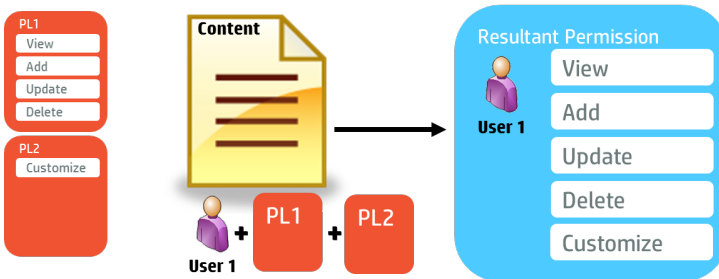 PL1
View
Add
Update
Delete
PL2
Customize
Content
User 1
+
PL1
+
PL2
Resultant Permission
User 1
View
Add
Update
Delete
Customize